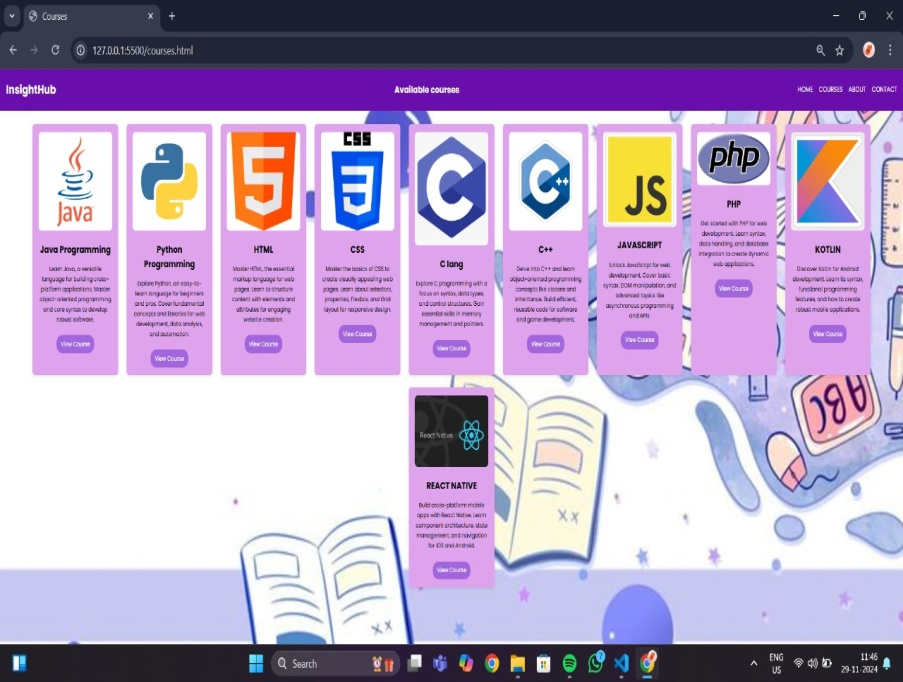 Courses
127.0.0.1:5500/courses.html
InsightHub
Available courses
HOME COURSES ABOUT CONTACT
Java
Java Programming
Learn Java, a versatile
language for building cross-
platform applications. Master
object-oriented programming
and core syntax to develop
robust software.
View Course
Python
Programming
Explore Python, an easy-to-
learn language for beginners
and pros. Cover fundamental
concepts and libraries for web
development, data analysis,
and automation.
View Course
5
HTML
Master HTML, the essential
markup language for web
pages. Learn to structure
content with elements and
attributes for engaging
website creation.
View Course
CSS
3
CSS
Master the basics of CSS to
create visually appealing web
pages. Learn about selectors,
properties, Flexbox, and Grid
layout for responsive design.
View Course
C
C lang
Explore C programming with a
focus on syntax, data types,
and control structures. Gain
essential skills in memory
management and pointers.
View Course
C++
C++
Delve into C++ and learn
object-oriented programming
concepts like classes and
inheritance. Build efficient,
reusable code for software
and game development.
View Course
JS
JAVASCRIPT
Unlock JavaScript for web
development. Cover basic
syntax, DOM manipulation, and
advanced topics like
asynchronous programming
and APIs.
View Course
php
PHP
Get started with PHP for web
development. Learn syntax,
data handling, and database
integration to create dynamic
web applications.
View Course
KOTLIN
Discover Kotlin for Android
development. Learn syntax,
functional programming
features, and how to create
robust mobile applications.
View Course
React Native
REACT NATIVE
Build cross-platform mobile
apps with React Native. Learn
component architecture, state
management, and navigation
for iOS and Android.
View Course
ABC
Search
ENG
US
11:46
29-11-2024